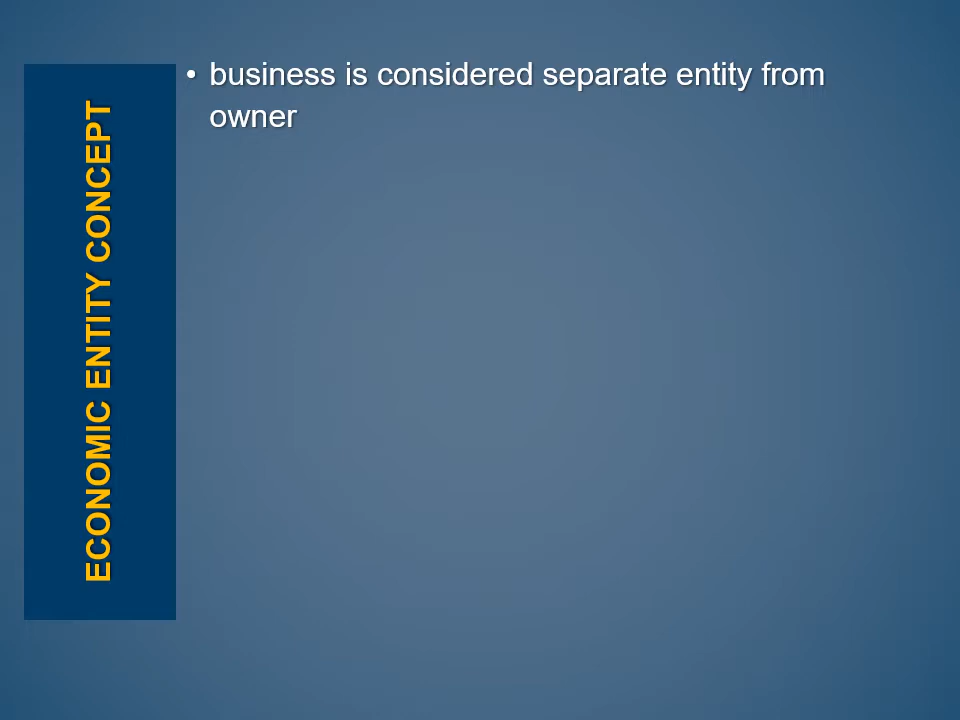 ECONOMIC ENTITY CONCEPT
• business is considered separate entity from
owner